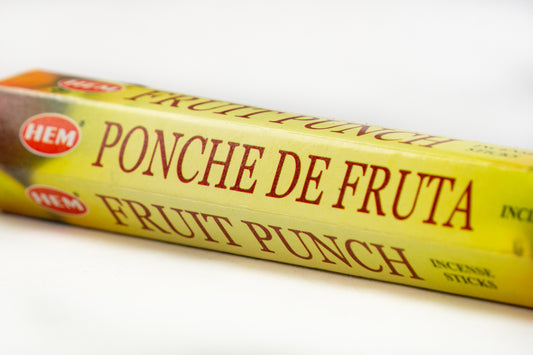 HEM
FRUIT PUNCH
HEM
PONCHE DE FRUTA
HEM
FRUIT PUNCH
INCENSE
STICKS